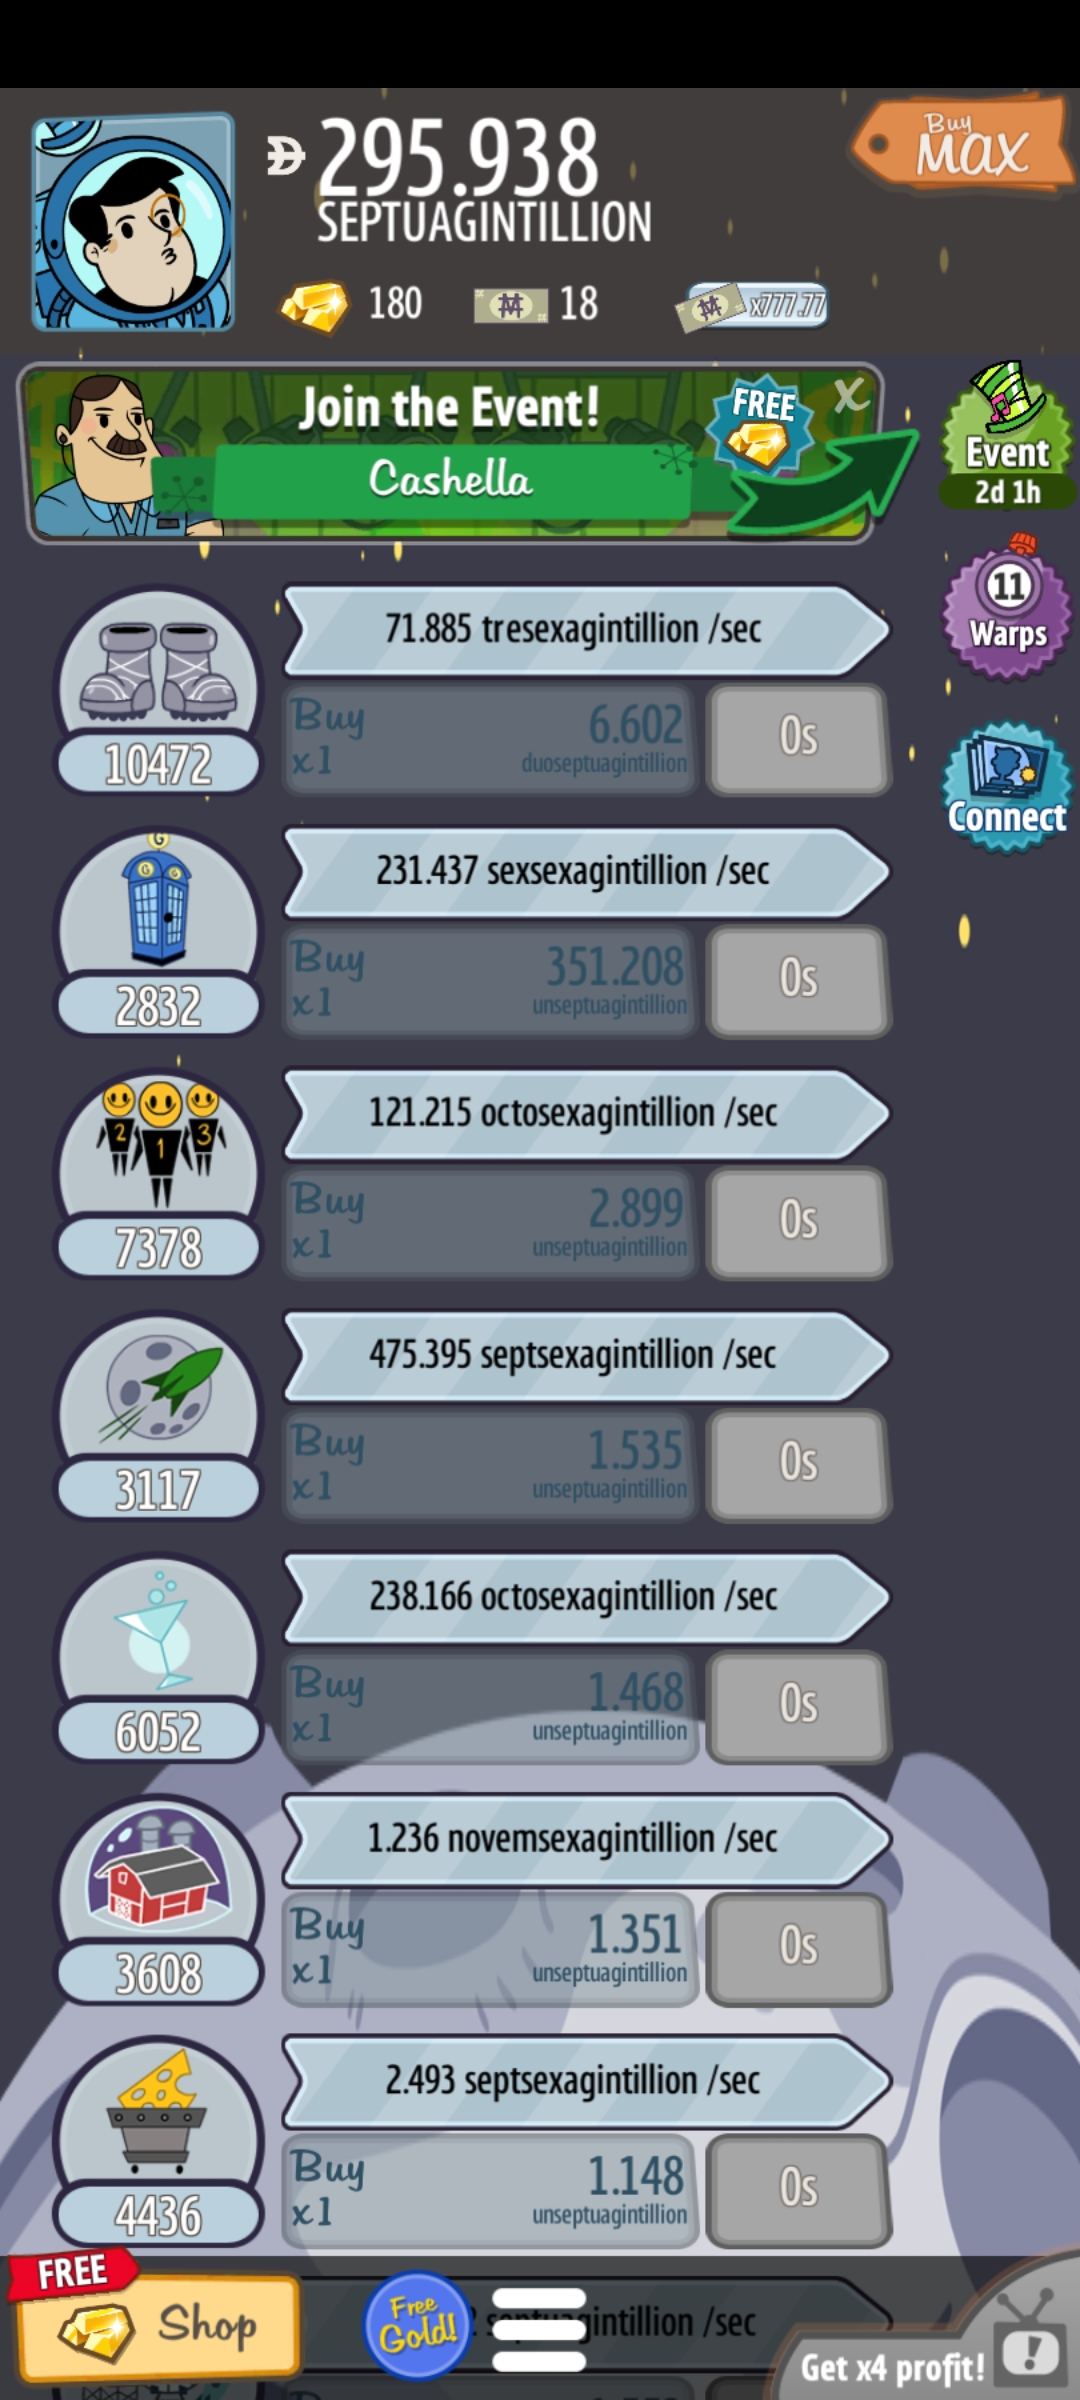 295.938
SEPTUAGINTILLION
Buy
MAX
180
18
x777.77
Join the Event!
Cashella
FREE
X
Event
2d 1h
11
Warps
Connect
71.885 tresexagintillion /sec
Buy
x1
6.602
duoseptuagintillion
0s
10472
G
G G
231.437 sexsexagintillion /sec
Buy
x1
351.208
unseptuagintillion
0s
2832
2 1 3
121.215 octosexagintillion /sec
Buy
x1
2.899
unseptuagintillion
0s
7378
475.395 septsexagintillion /sec
Buy
x1
1.535
unseptuagintillion
0s
3117
238.166 octosexagintillion /sec
Buy
x1
1.468
unseptuagintillion
0s
6052
1.236 novemsexagintillion /sec
Buy
x1
1.351
unseptuagintillion
0s
3608
2.493 septsexagintillion /sec
Buy
x1
1.148
unseptuagintillion
0s
4436
FREE
Shop
Free
Gold!
septuagintillion /sec
Get x4 profit!
!